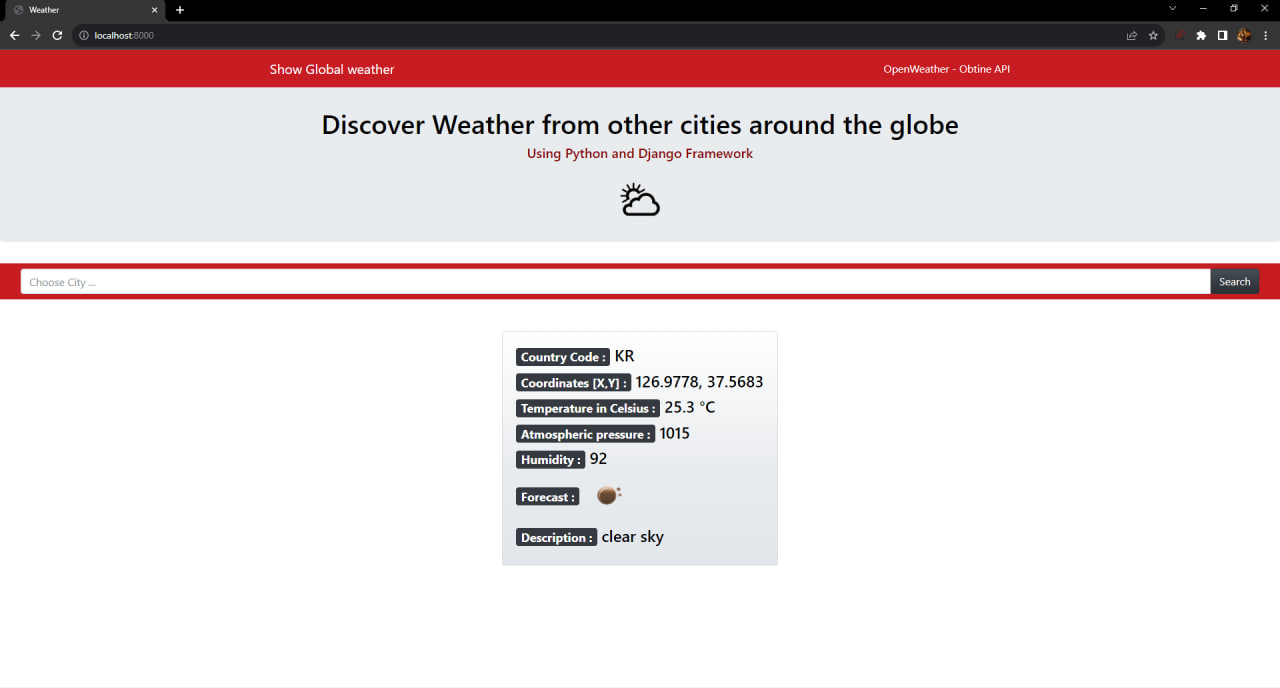 Weather
localhost:8000
Show Global weather
OpenWeather - Obtine API
Discover Weather from other cities around the globe
Using Python and Django Framework
Choose City ...
Search
Country Code : KR
Coordinates [X,Y] : 126.9778, 37.5683
Temperature in Celsius : 25.3 °C
Atmospheric pressure : 1015
Humidity : 92
Forecast :
Description : clear sky